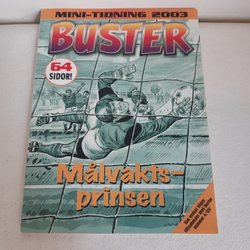 MINI-TIDNING 2003
BUSTER
64
SIDOR!
Målvakts-
prinsen